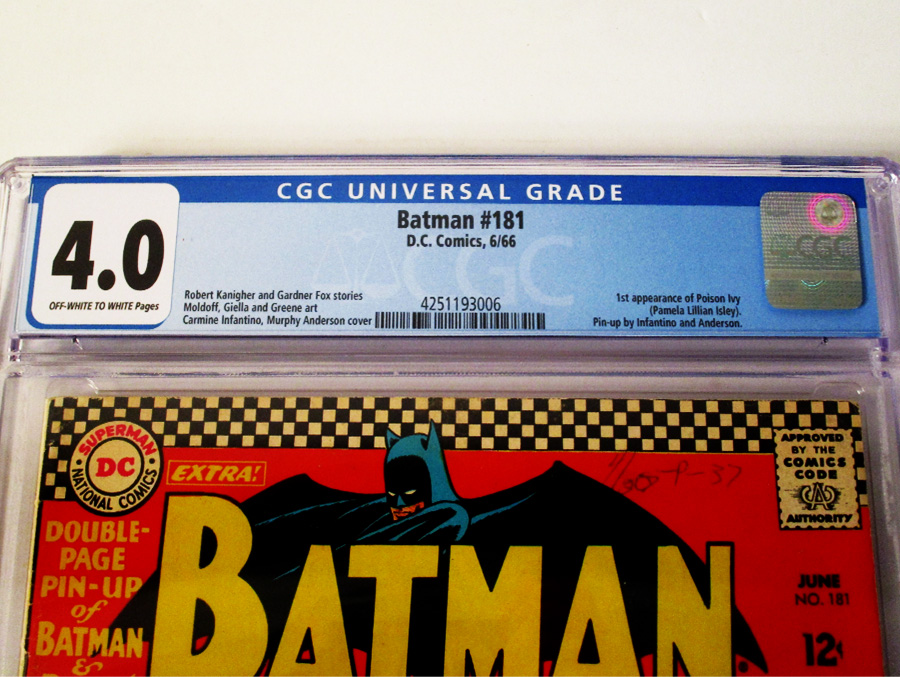 CGC UNIVERSAL GRADE
4.0
OFF-WHITE TO WHITE Pages
Batman #181
D.C. Comics, 6/66
CGC
Robert Kanigher and Gardner Fox stories
Moldoff, Giella and Greene art
Carmine Infantino, Murphy Anderson cover
4251193006
1st appearance of Poison Ivy
(Pamela Lillian Isley).
Pin-up by Infantino and Anderson.
CGC
SUPERMAN
DC
NATIONAL COMICS
EXTRA!
P-37
APPROVED
BY THE
COMICS
CODE
AUTHORITY
DOUBLE-
PAGE
PIN-UP
of
BATMAN
&
BATMAN
JUNE
NO. 181
12¢